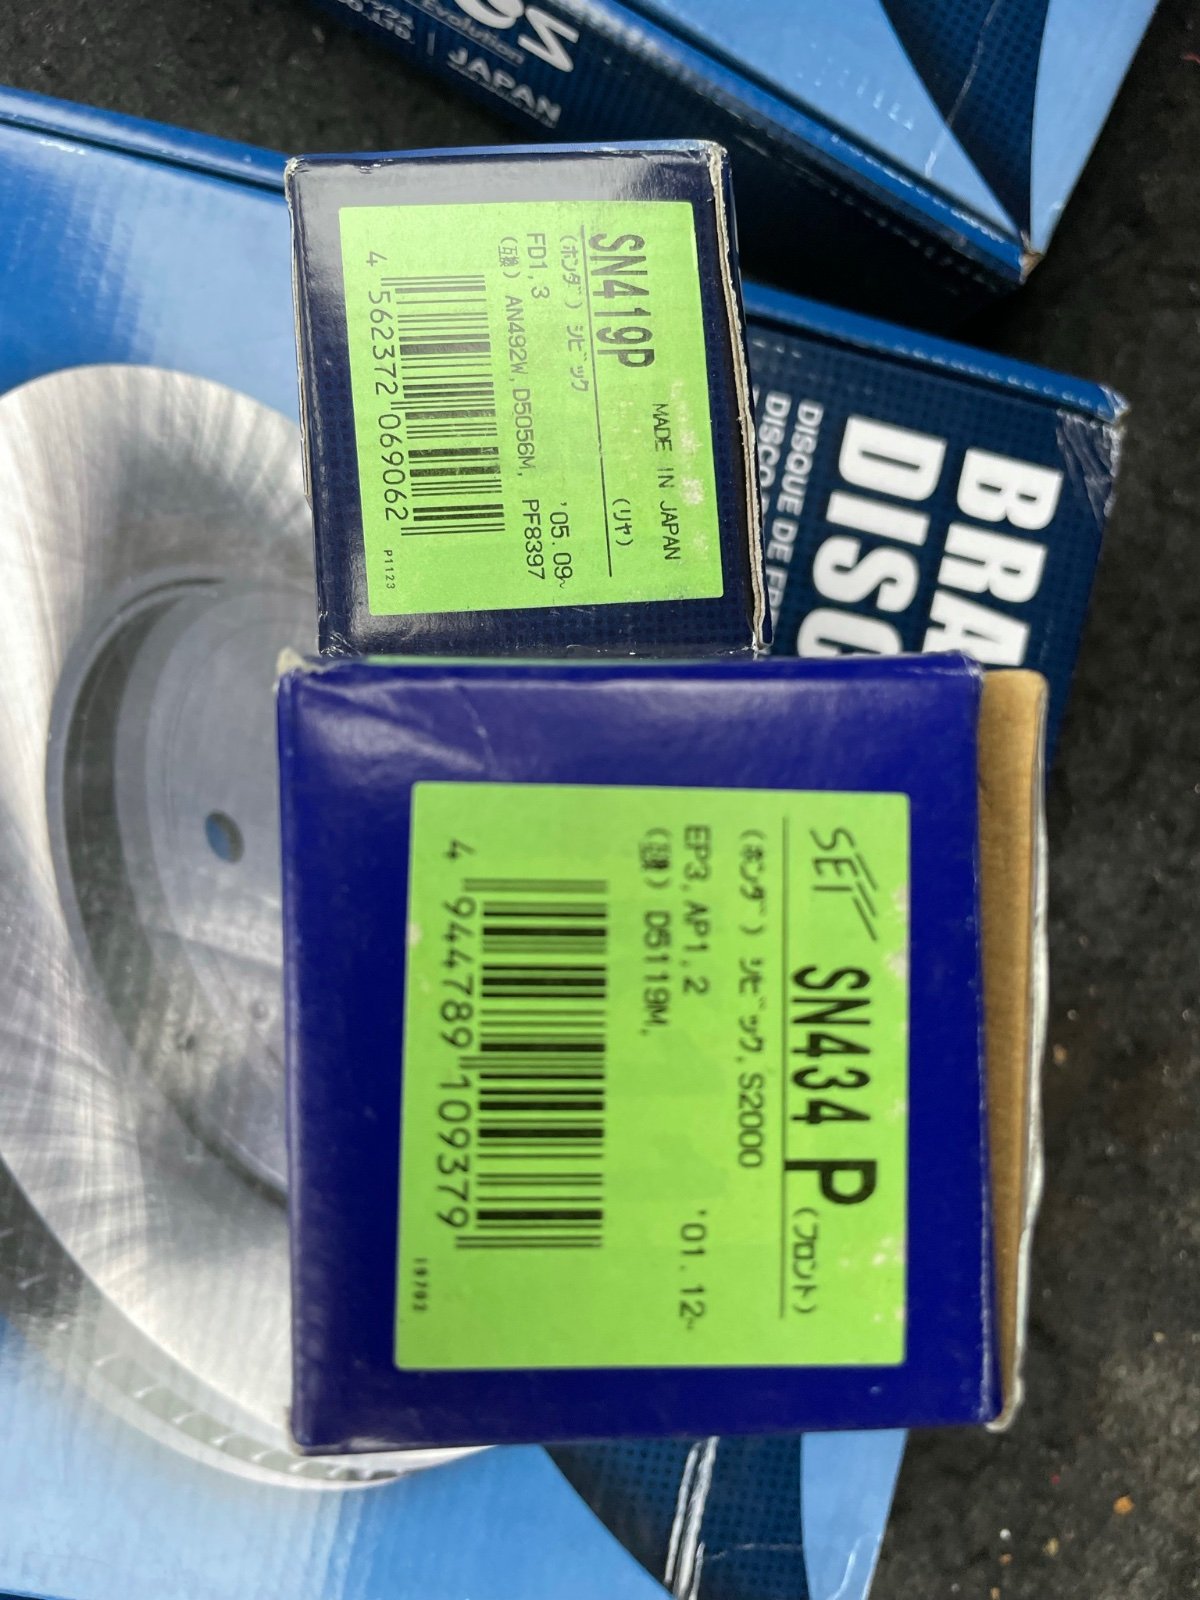 Evolution
JAPAN
BRA
DISC
DISQUE DE FR
SN419P
MADE IN JAPAN
(リヤ)
(ホンダ) シビック
FD1, 3
'05. 09~
(互換) AN492W, D5056M, PF8397
4 562372 069062
P1123
SET
SN434 P
(フロント)
(ホンダ) シビック, S2000
EP3, AP1, 2
'01. 12~
(互換) D5119M,
4 944789 109379